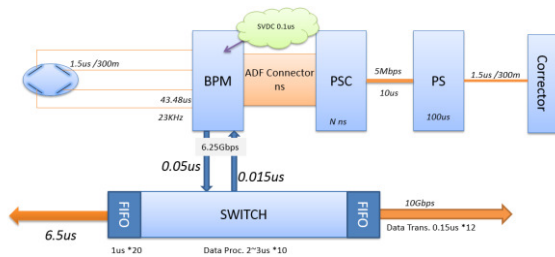 SVDC 0.1us
1.5us /300m
BPM
ADF Connector
ns
PSC
5Mbps
10us
PS
1.5us /300m
Corrector
43.48us
23KHz
N ns
100us
6.25Gbps
0.05us
0.015us
FIFO
SWITCH
FIFO
10Gbps
6.5us
Data Trans. 0.15us *12
1us *20
Data Proc. 2~3us *10